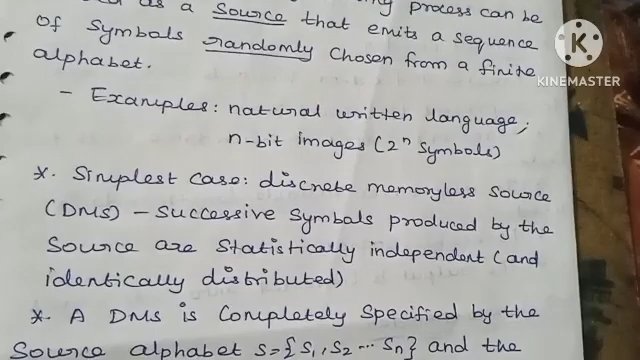 as a source that emits a sequence process can be
of symbols randomly chosen from a finite
alphabet.
- Examples: natural written language;
n-bit images (2ⁿ symbols)
*. Simplest case: discrete memoryless source
(DMS) - successive symbols produced by the
source are statistically independent (and
identically distributed)
*. A DMS is completely specified by the
source alphabet S={S₁, S₂ ... Sn} and the
KINEMASTER